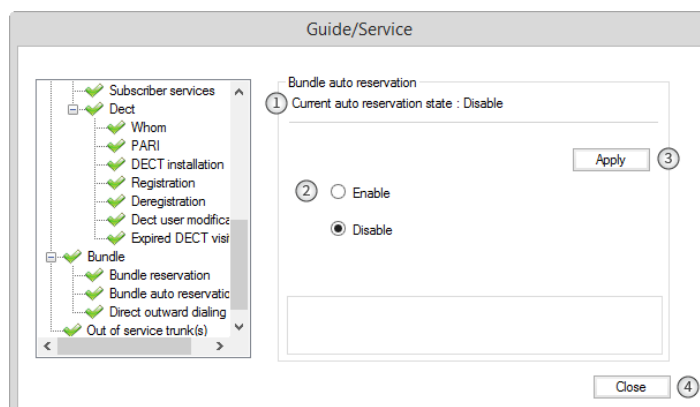 Guide/Service
Subscriber services
Dect
Whom
PARI
DECT installation
Registration
Deregistration
Dect user modifica
Expired DECT visi
Bundle
Bundle reservation
Bundle auto reservatio
Direct outward dialing
Out of service trunk(s)
Bundle auto reservation
1 Current auto reservation state : Disable
Apply 3
2 Enable
Disable
Close 4